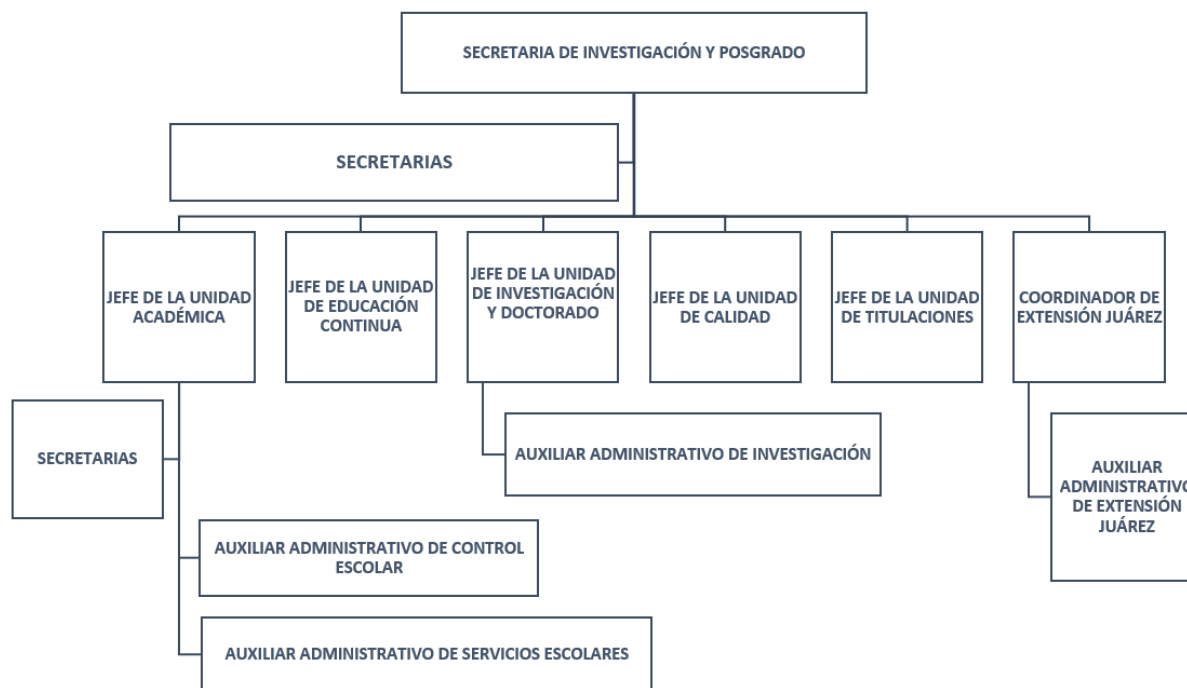 SECRETARIA DE INVESTIGACIÓN Y POSGRADO
SECRETARIAS
JEFE DE LA UNIDAD
ACADÉMICA
JEFE DE LA UNIDAD
DE EDUCACIÓN
CONTINUA
JEFE DE LA UNIDAD
DE INVESTIGACIÓN
Y DOCTORADO
JEFE DE LA UNIDAD
DE CALIDAD
JEFE DE LA UNIDAD
DE TITULACIONES
COORDINADOR DE
EXTENSIÓN JUÁREZ
SECRETARIAS
AUXILIAR ADMINISTRATIVO DE CONTROL
ESCOLAR
AUXILIAR ADMINISTRATIVO DE SERVICIOS ESCOLARES
AUXILIAR ADMINISTRATIVO DE INVESTIGACIÓN
AUXILIAR
ADMINISTRATIVO
DE EXTENSIÓN
JUÁREZ